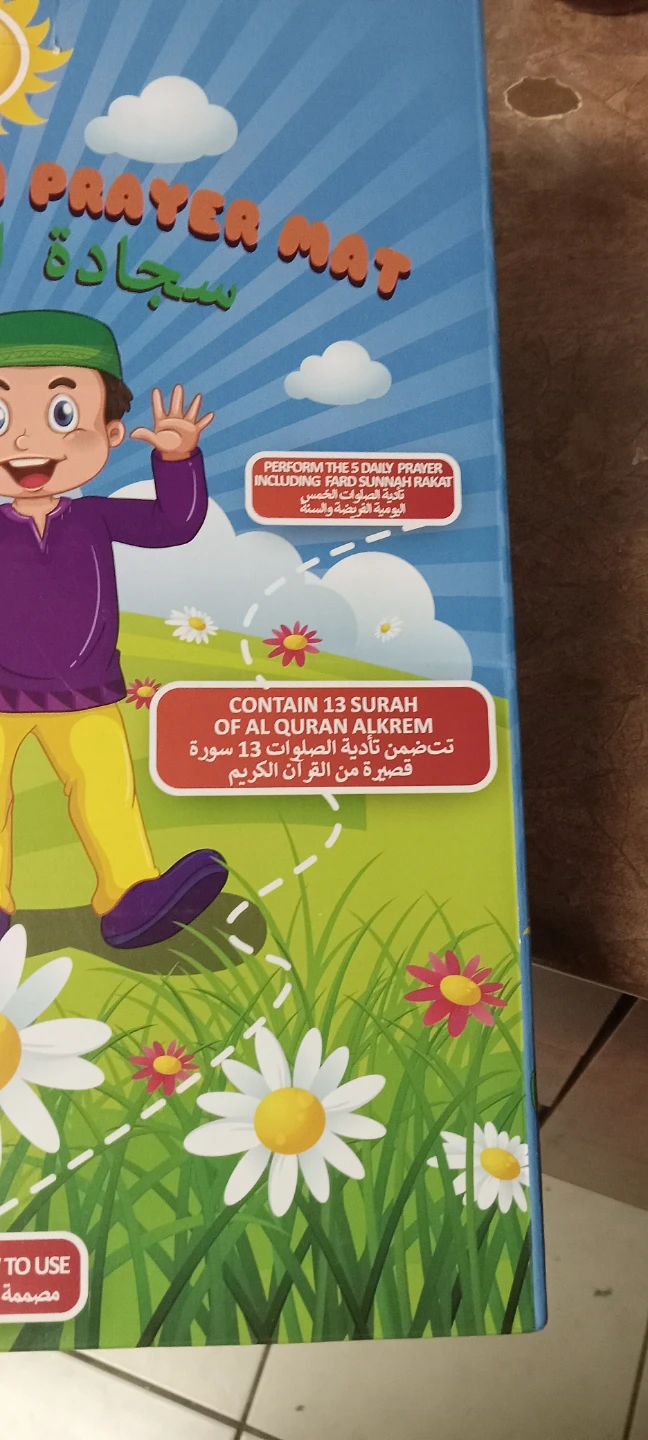 PRAYER MAT
سجادة
PERFORM THE 5 DAILY PRAYER
INCLUDING FARD SUNNAH RAKAT
تأدية الصلوات الخمس
اليومية الفريضة والسنة
CONTAIN 13 SURAH
OF AL QURAN ALKREM
تتضمن تأدية الصلوات 13 سورة
قصيرة من القرآن الكريم
TO USE
مصممة